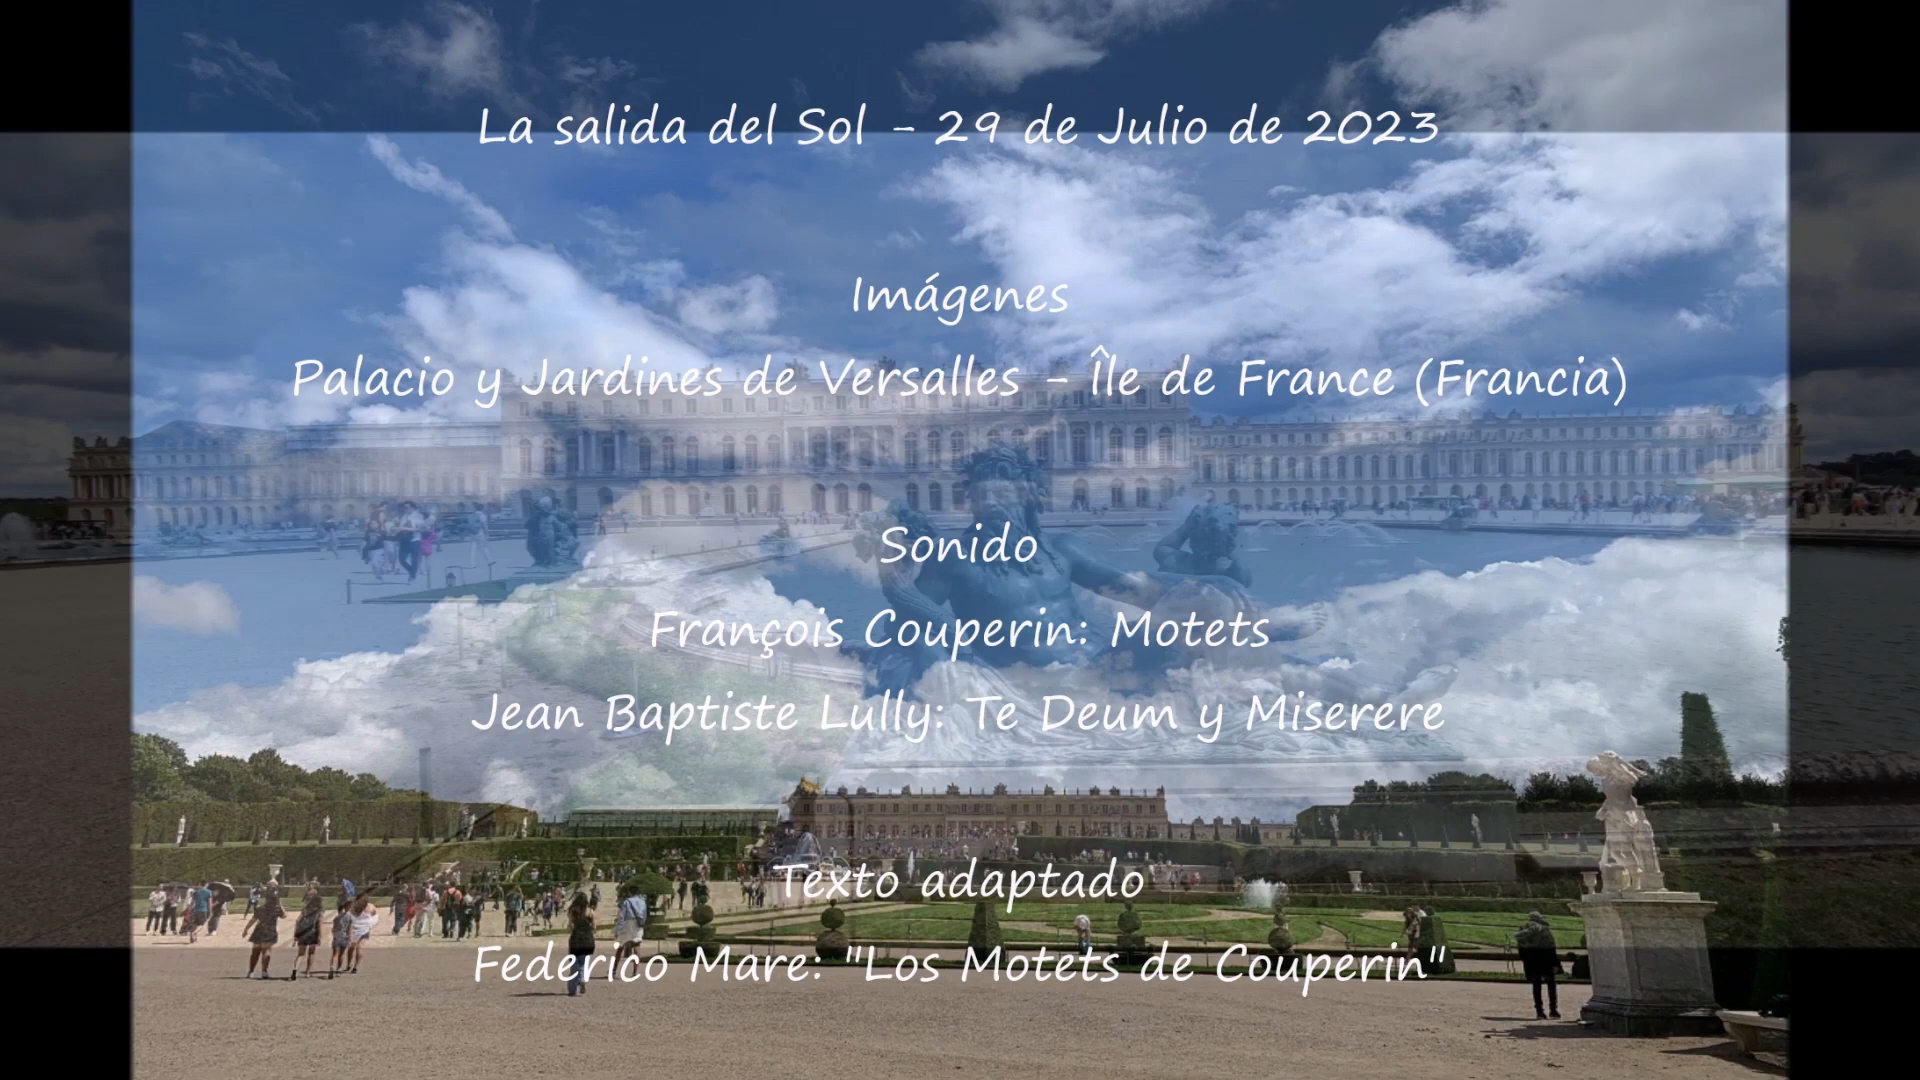 La salida del Sol - 29 de Julio de 2023
Imágenes
Palacio y Jardines de Versalles - Île de France (Francia)
Sonido
François Couperin: Motets
Jean Baptiste Lully: Te Deum y Miserere
Texto adaptado
Federico Mare: "Los Motets de Couperin"